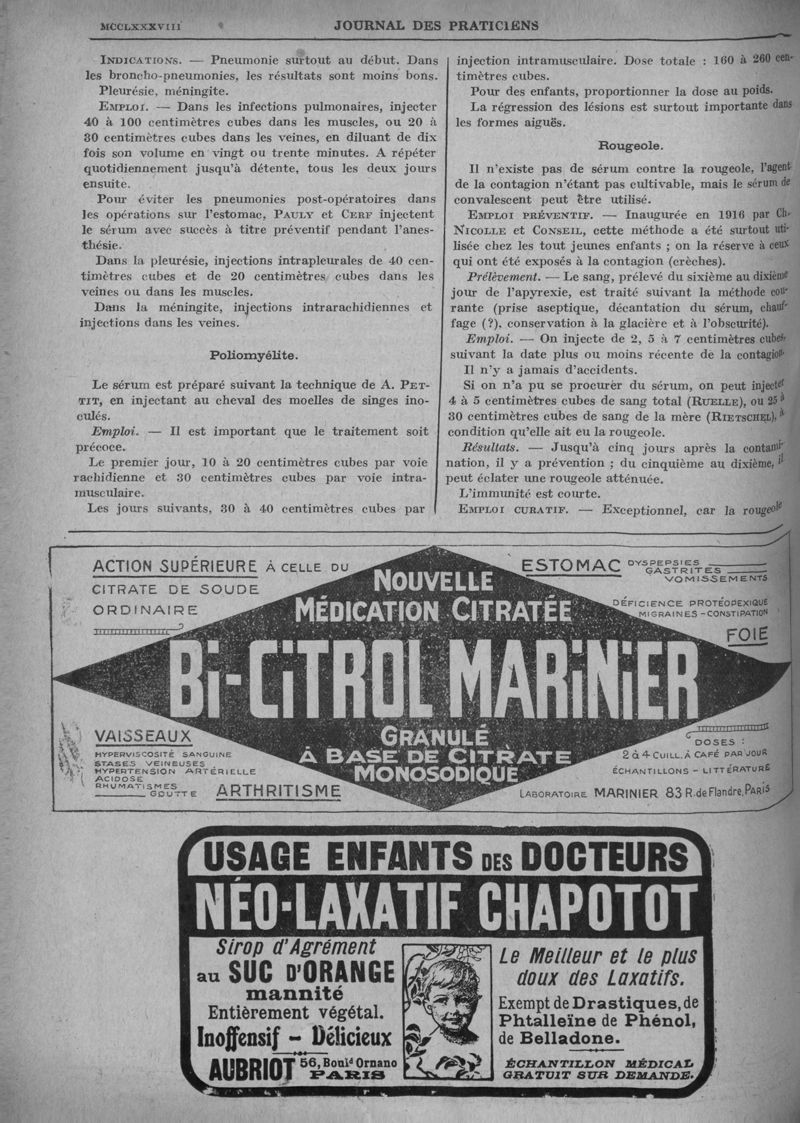 MCCLXXXVIII
JOURNAL DES PRATICIENS
INDICATIONS. — Pneumonie surtout au début. Dans
les broncho-pneumonies, les résultats sont moins bons.
Pleurésie, méningite.
EMPLOI. — Dans les infections pulmonaires, injecter
40 à 100 centimètres cubes dans les muscles, ou 20 à
30 centimètres cubes dans les veines, en diluant de dix
fois son volume en vingt ou trente minutes. A répéter
quotidiennement jusqu'à détente, tous les deux jours
ensuite.
Pour éviter les pneumonies post-opératoires dans
les opérations sur l'estomac, PAULY et CERF injectent
le sérum avec succès à titre préventif pendant l'anes-
thésie.
Dans la pleurésie, injections intrapleurales de 40 cen-
timètres cubes et de 20 centimètres cubes dans les
veines ou dans les muscles.
Dans la méningite, injections intrarachidiennes et
injections dans les veines.
Poliomyélite.
Le sérum est préparé suivant la technique de A. PET-
TIT, en injectant au cheval des moelles de singes ino-
culés.
Emploi. — Il est important que le traitement soit
précoce.
Le premier jour, 10 à 20 centimètres cubes par voie
rachidienne et 30 centimètres cubes par voie intra-
musculaire.
Les jours suivants, 30 à 40 centimètres cubes par
injection intramusculaire. Dose totale : 160 à 260 cen-
timètres cubes.
Pour des enfants, proportionner la dose au poids.
La régression des lésions est surtout importante dans
les formes aiguës.
Rougeole.
Il n'existe pas de sérum contre la rougeole, l'agent
de la contagion n'étant pas cultivable, mais le sérum de
convalescent peut être utilisé.
EMPLOI PRÉVENTIF. — Inaugurée en 1916 par Ch.
NICOLLE et CONSEIL, cette méthode a été surtout uti-
lisée chez les tout jeunes enfants ; on la réserve à ceux
qui ont été exposés à la contagion (crèches).
Prélèvement. — Le sang, prélevé du sixième au dixième
jour de l'apyrexie, est traité suivant la méthode cou-
rante (prise aseptique, décantation du sérum, chauf-
fage (?), conservation à la glacière et à l'obscurité).
Emploi. — On injecte de 2, 5 à 7 centimètres cubes,
suivant la date plus ou moins récente de la contagion.
Il n'y a jamais d'accidents.
Si on n'a pu se procurer du sérum, on peut injecter
4 à 5 centimètres cubes de sang total (RUELLE), ou 25 à
30 centimètres cubes de sang de la mère (RIETSCHEL), à
condition qu'elle ait eu la rougeole.
Résultats. — Jusqu'à cinq jours après la contami-
nation, il y a prévention ; du cinquième au dixième, il
peut éclater une rougeole atténuée.
L'immunité est courte.
EMPLOI CURATIF. — Exceptionnel, car la rougeole
ACTION SUPÉRIEURE À CELLE DU
CITRATE DE SOUDE
ORDINAIRE
NOUVELLE
MÉDICATION CITRATÉE
ESTOMAC DYSPEPSIES
GASTRITES
VOMISSEMENTS
DÉFICIENCE PROTÉOPEXIQUE
MIGRAINES - CONSTIPATION
FOIE
Bi-CiTROL MARiNiER
VAISSEAUX
HYPERVISCOSITÉ SANGUINE
STASES VEINEUSES
HYPERTENSION ARTÉRIELLE
ACIDOSE
RHUMATISMES
GOUTTE
ARTHRITISME
GRANULÉ
À BASE DE CITRATE
MONOSODIQUE
DOSES :
2 à 4 CUILL. À CAFÉ PAR JOUR
ÉCHANTILLONS - LITTÉRATURE
LABORATOIRE MARINIER 83 R. de Flandre, PARIS
USAGE ENFANTS DES DOCTEURS
NÉO-LAXATIF CHAPOTOT
Sirop d'Agrément
au SUC D'ORANGE
mannité
Entièrement végétal.
Inoffensif - Délicieux
AUBRIOT 56, Boulᵈ Ornano
PARIS
Le Meilleur et le plus
doux des Laxatifs.
Exempt de Drastiques, de
Phtalleïne de Phénol,
de Belladone.
ÉCHANTILLON MÉDICAL
GRATUIT SUR DEMANDE.